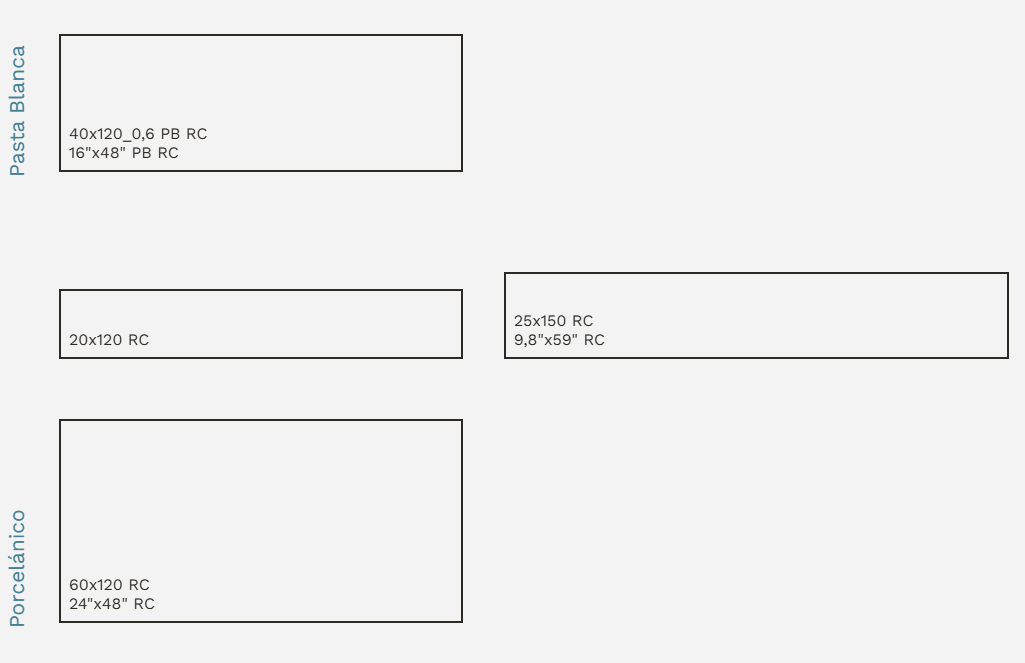 Pasta Blanca
40x120_0,6 PB RC
16"x48" PB RC
20x120 RC
25x150 RC
9,8"x59" RC
Porcelánico
60x120 RC
24"x48" RC